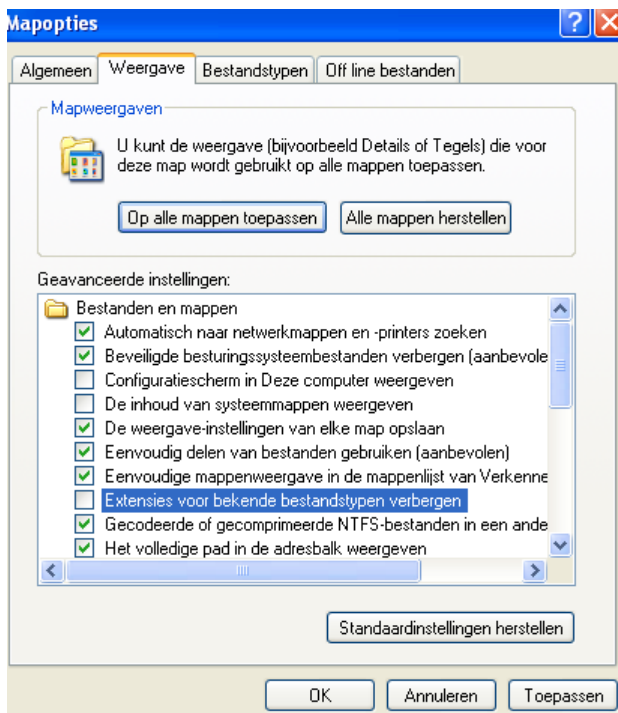 Mapopties
Algemeen Weergave Bestandstypen Off line bestanden
Mapweergaven
U kunt de weergave (bijvoorbeeld Details of Tegels) die voor
deze map wordt gebruikt op alle mappen toepassen.
Op alle mappen toepassen Alle mappen herstellen
Geavanceerde instellingen:
Bestanden en mappen
Automatisch naar netwerkmappen en -printers zoeken
Beveiligde besturingssysteembestanden verbergen (aanbevole
Configuratiescherm in Deze computer weergeven
De inhoud van systeemmappen weergeven
De weergave-instellingen van elke map opslaan
Eenvoudig delen van bestanden gebruiken (aanbevolen)
Eenvoudige mappenweergave in de mappenlijst van Verkenne
Extensies voor bekende bestandstypen verbergen
Gecodeerde of gecomprimeerde NTFS-bestanden in een ande
Het volledige pad in de adresbalk weergeven
Standaardinstellingen herstellen
OK Annuleren Toepassen